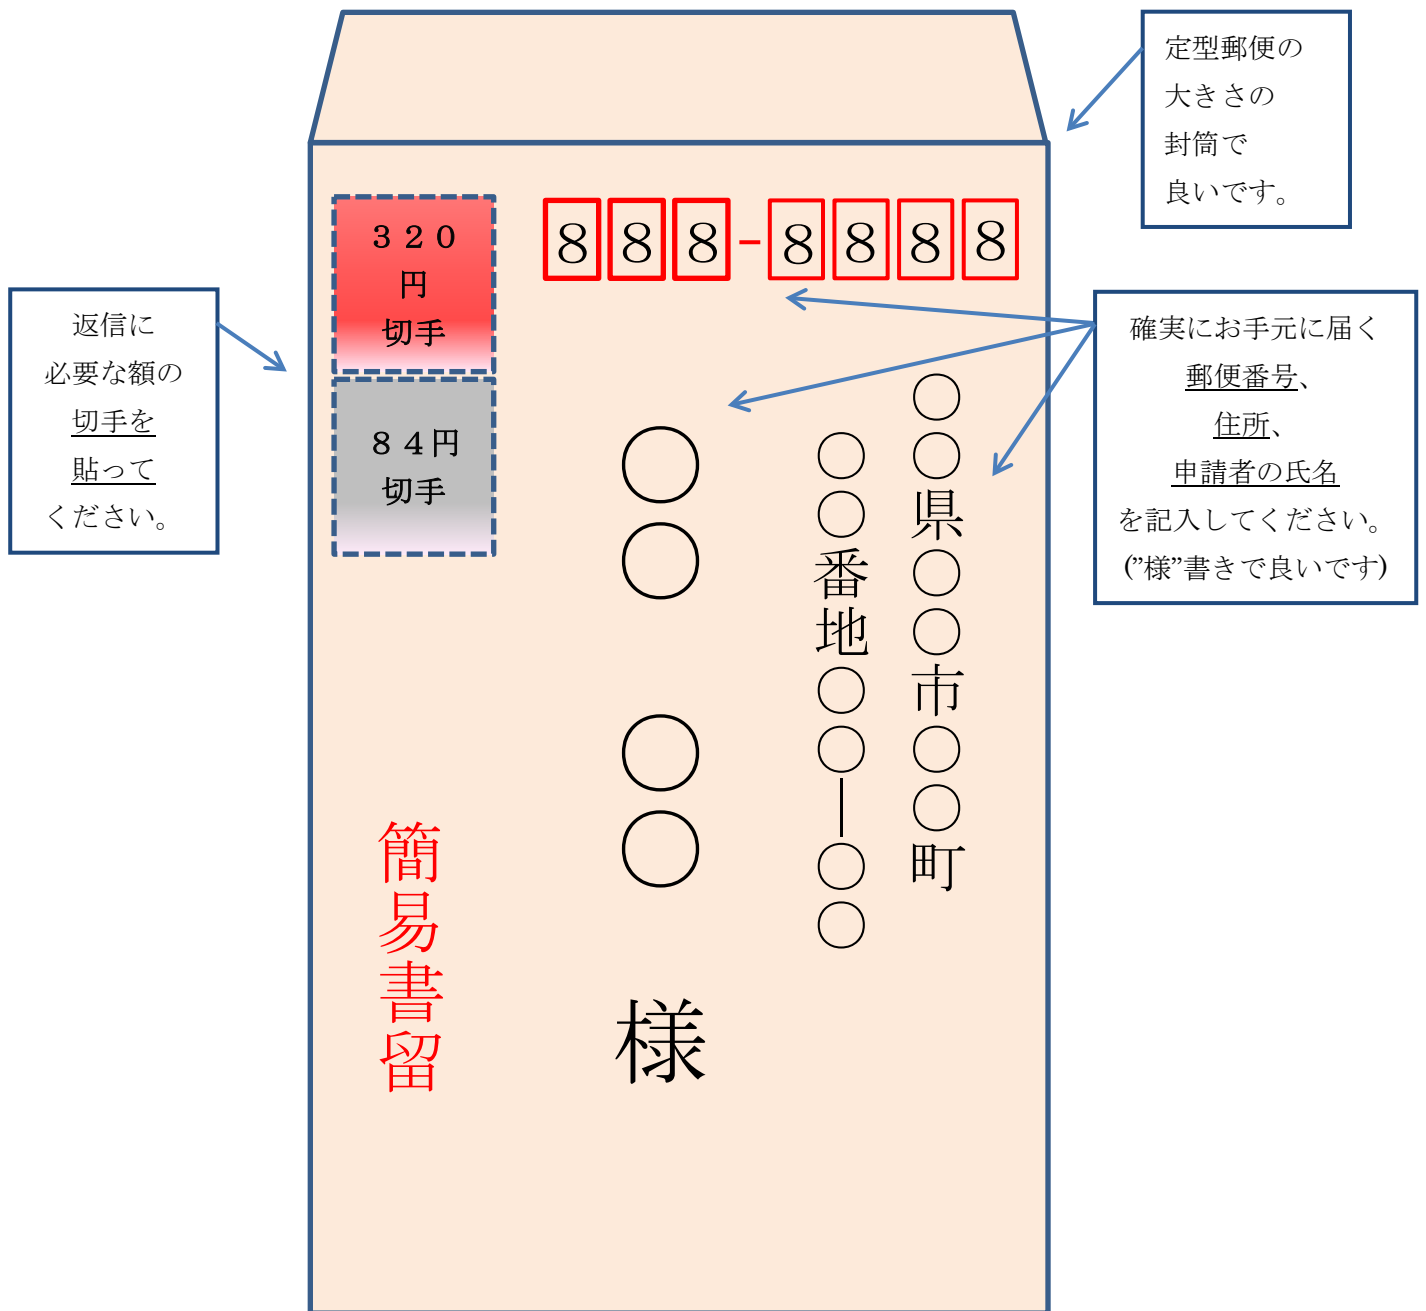 定型郵便の
大きさの
封筒で
良いです。
３２０
円
切手
８４円
切手
８８８-８８８８
返信に
必要な額の
切手を
貼って
ください。
確実にお手元に届く
郵便番号、
住所、
申請者の氏名
を記入してください。
(”様”書きで良いです)
○○県○○市○○町
○○番地○○―○○
○○　○○　様
簡易書留